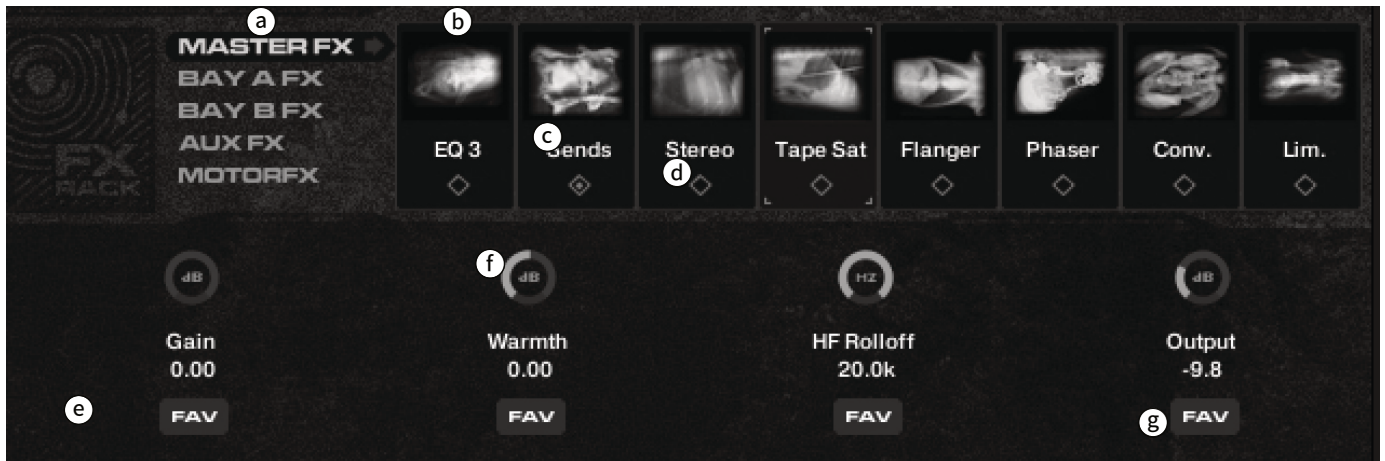 a
b
MASTER FX
BAY A FX
BAY B FX
AUX FX
MOTORFX
FX
RACK
c
EQ 3 Sends Stereo Tape Sat Flanger Phaser Conv. Lim.
d
f
dB dB HZ dB
Gain Warmth HF Rolloff Output
0.00 0.00 20.0k -9.8
e
FAV FAV FAV FAV
g